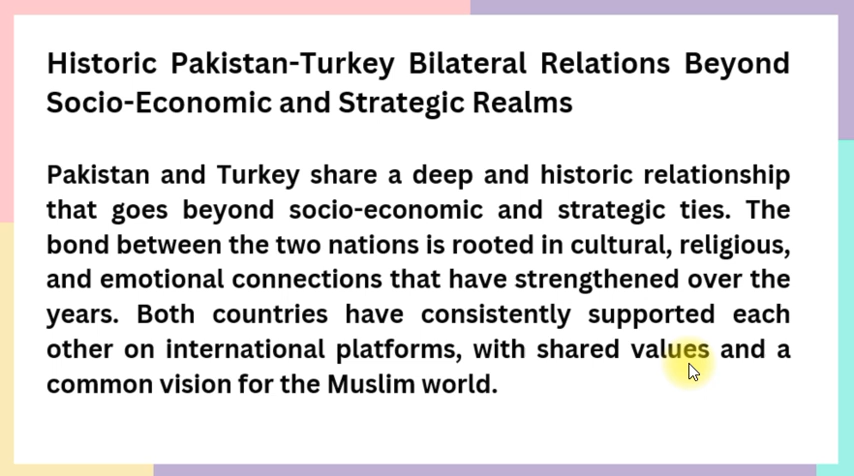 Historic Pakistan-Turkey Bilateral Relations Beyond
Socio-Economic and Strategic Realms
Pakistan and Turkey share a deep and historic relationship
that goes beyond socio-economic and strategic ties. The
bond between the two nations is rooted in cultural, religious,
and emotional connections that have strengthened over the
years. Both countries have consistently supported each
other on international platforms, with shared values and a
common vision for the Muslim world.